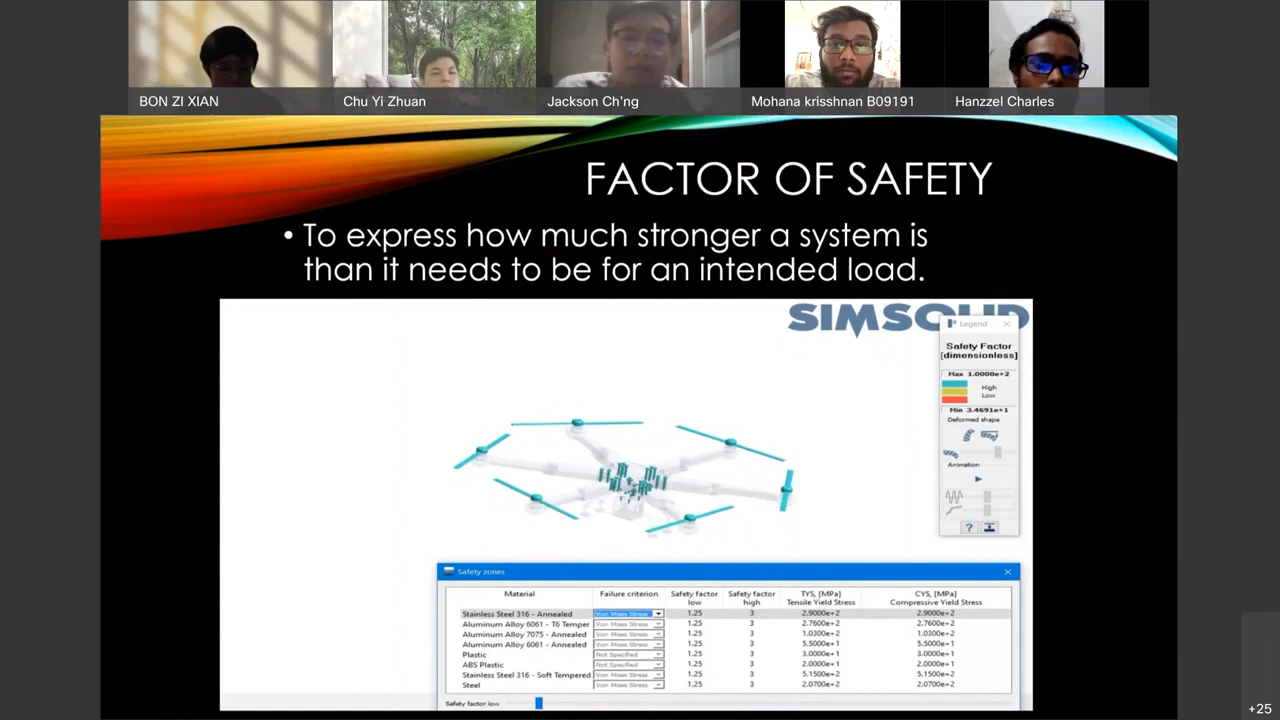 BON ZI XIAN
Chu Yi Zhuan
Jackson Ch'ng
Mohana krisshnan B09191
Hanzzel Charles
FACTOR OF SAFETY
• To express how much stronger a system is
than it needs to be for an intended load.
SIMSOLID
Legend
Safety Factor
[dimensionless]
Max 1.0000e+2
High
Low
Min 3.4691e+1
Deformed shape
Animation
?
Safety zones
Material Failure criterion Safety factor low Safety factor high TYS, [MPa] Tensile Yield Stress CYS, [MPa] Compressive Yield Stress
Stainless Steel 316 - Annealed Von Mises Stress 1.25 3 2.9000e+2 2.9000e+2
Aluminum Alloy 6061 - T6 Temper Von Mises Stress 1.25 3 2.7600e+2 2.7600e+2
Aluminum Alloy 7075 - Annealed Von Mises Stress 1.25 3 1.0300e+2 1.0300e+2
Aluminum Alloy 6061 - Annealed Von Mises Stress 1.25 3 5.5000e+1 5.5000e+1
Plastic Not Specified 1.25 3 3.0000e+1 3.0000e+1
ABS Plastic Not Specified 1.25 3 2.0000e+1 2.0000e+1
Stainless Steel 316 - Soft Tempered Von Mises Stress 1.25 3 5.1500e+2 5.1500e+2
Steel Von Mises Stress 1.25 3 2.0700e+2 2.0700e+2
Safety factor low
+25